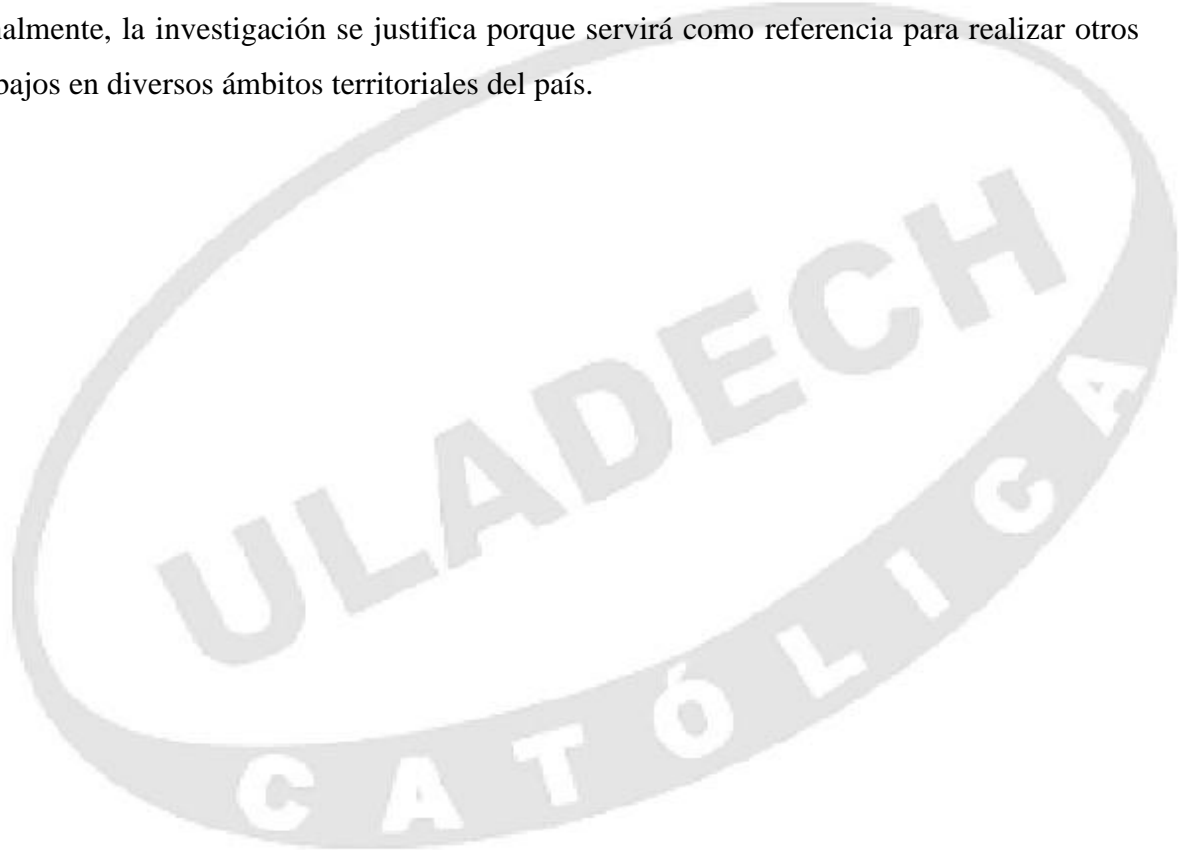 nalmente, la investigación se justifica porque servirá como referencia para realizar otros
bajos en diversos ámbitos territoriales del país.
ULADECH
CATÓLICA